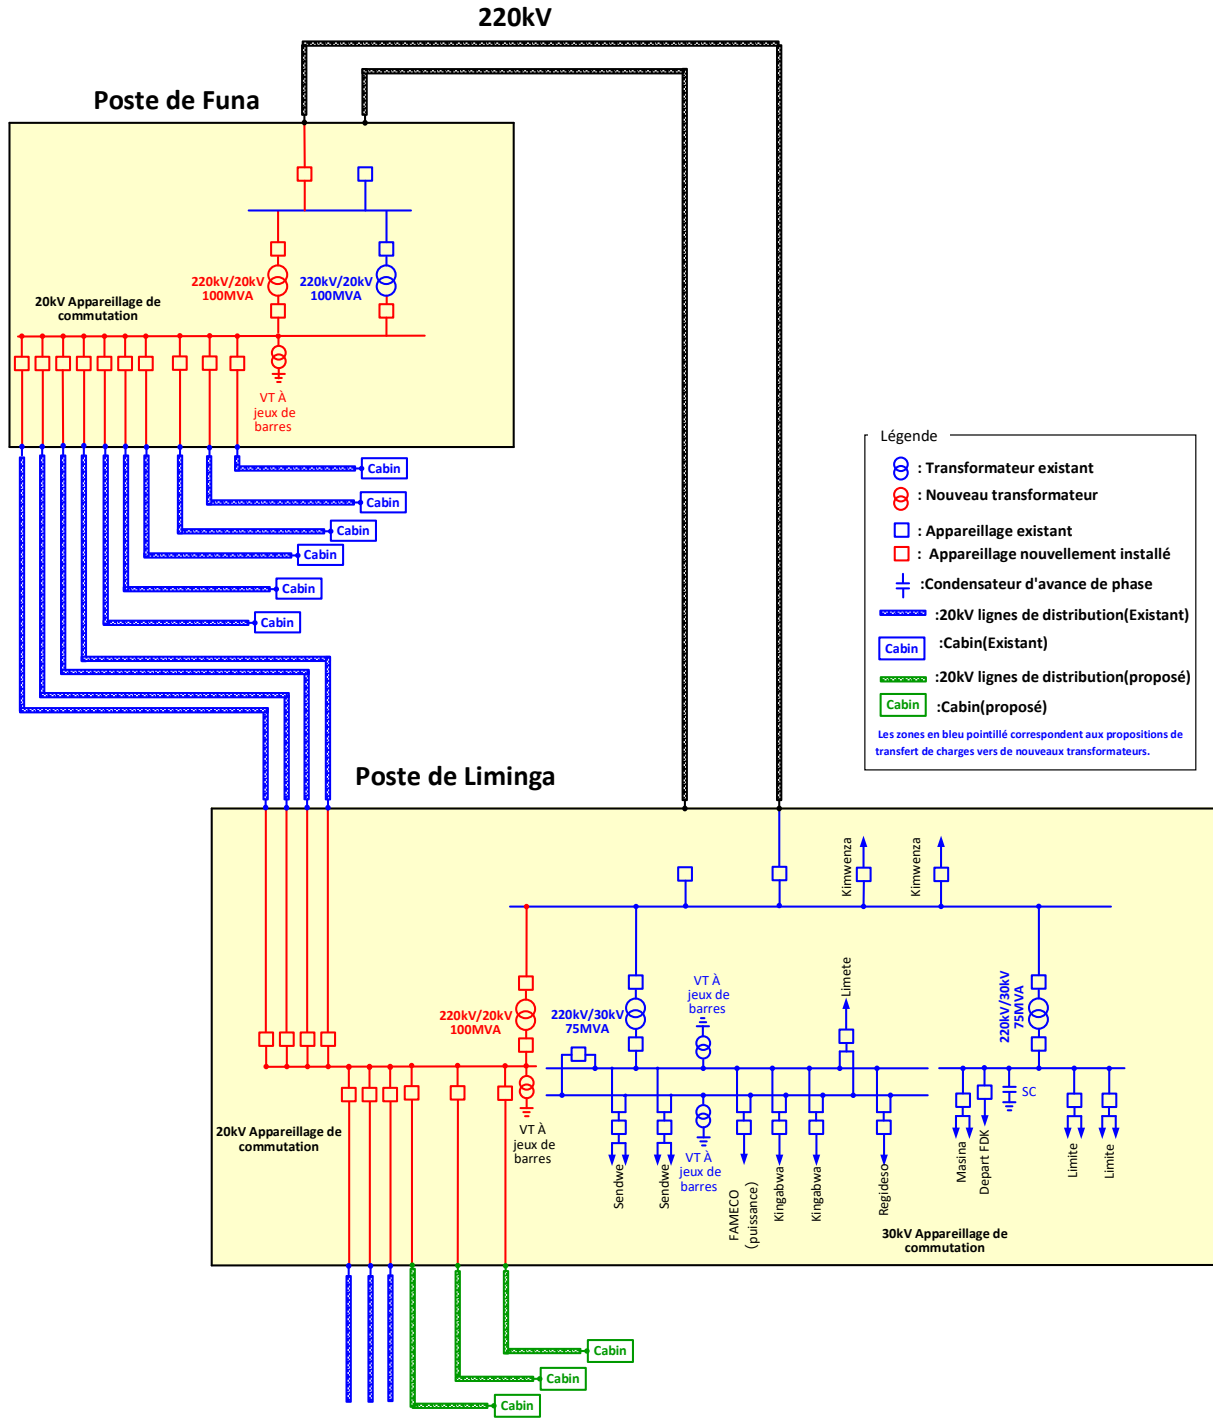 220kV
Poste de Funa
220kV/20kV
100MVA
220kV/20kV
100MVA
20kV Appareillage de
commutation
VT À
jeux de
barres
Cabin
Cabin
Cabin
Cabin
Cabin
Cabin
Légende
: Transformateur existant
: Nouveau transformateur
: Appareillage existant
: Appareillage nouvellement installé
:Condensateur d'avance de phase
:20kV lignes de distribution(Existant)
Cabin :Cabin(Existant)
:20kV lignes de distribution(proposé)
Cabin :Cabin(proposé)
Les zones en bleu pointillé correspondent aux propositions de
transfert de charges vers de nouveaux transformateurs.
Poste de Liminga
Kimwenza
Kimwenza
220kV/20kV
100MVA
220kV/30kV
75MVA
VT À
jeux de
barres
Limete
220kV/30kV
75MVA
20kV Appareillage de
commutation
VT À
jeux de
barres
Sendwe
Sendwe
VT À
jeux de
barres
FAMECO
(puissance)
Kingabwa
Kingabwa
Regideso
Masina
Depart FDK
SC
Limite
Limite
30kV Appareillage de
commutation
Cabin
Cabin
Cabin